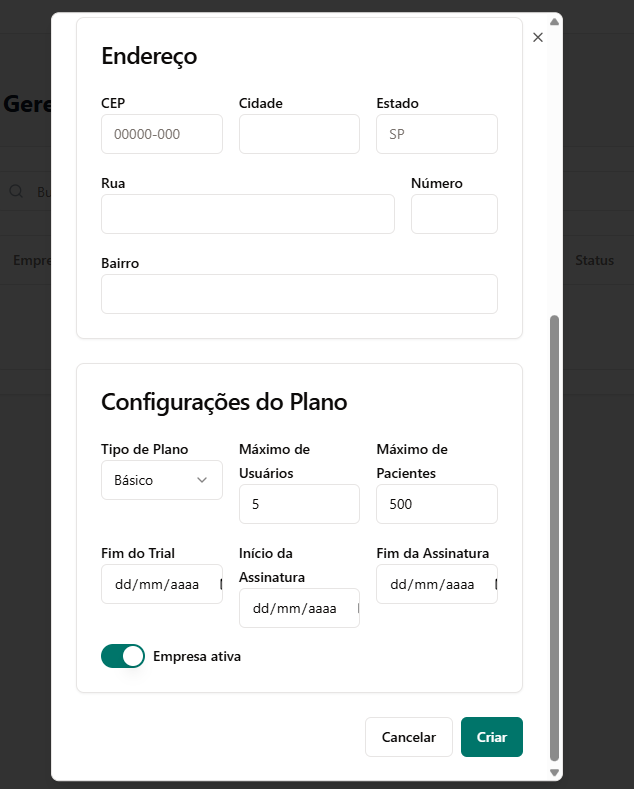 Endereço
CEP Cidade Estado
00000-000 SP
Rua Número
Bairro
Configurações do Plano
Tipo de Plano Máximo de Usuários Máximo de Pacientes
Básico 5 500
Fim do Trial Início da Assinatura Fim da Assinatura
dd/mm/aaaa dd/mm/aaaa dd/mm/aaaa
Empresa ativa
Cancelar Criar
Gere
Bu
Empre Status